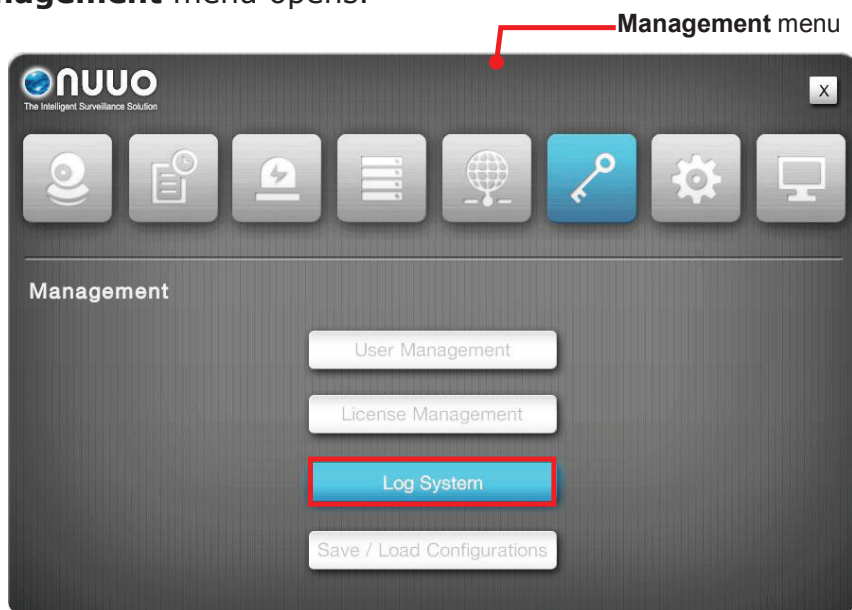 nagement menu opens.
Management menu
nuuo
The Intelligent Surveillance Solution
X
Management
User Management
License Management
Log System
Save / Load Configurations